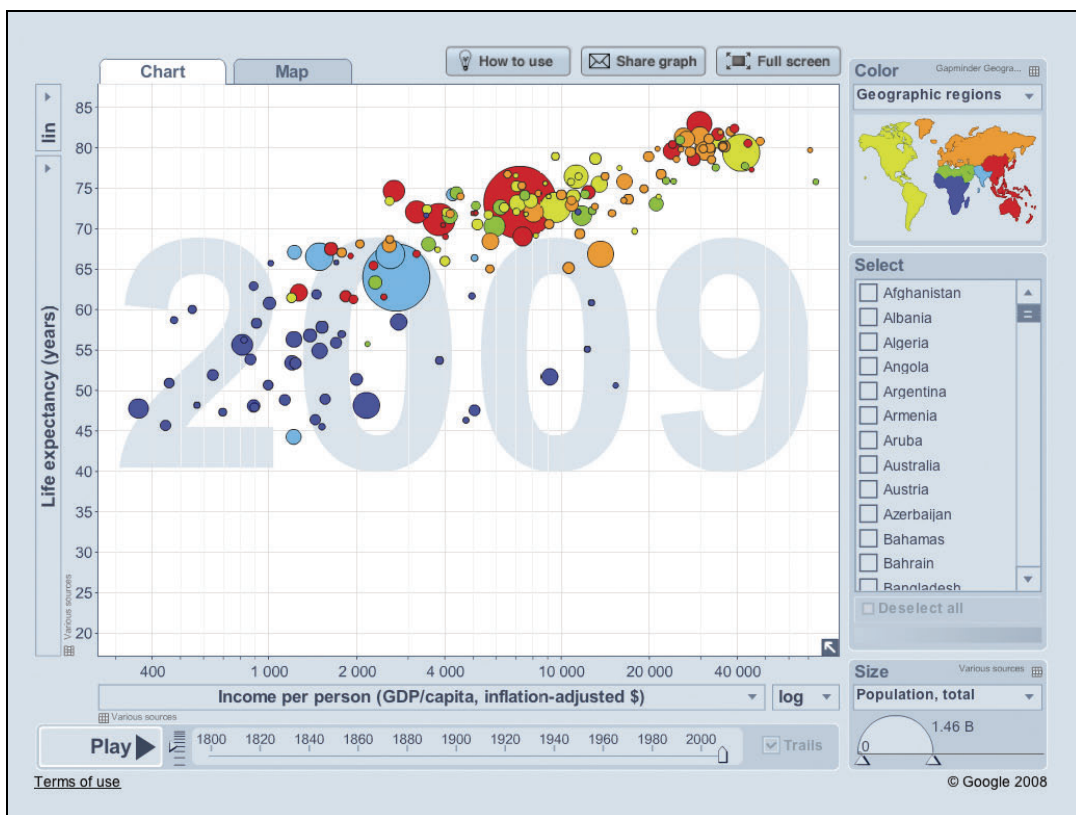 Chart
Map
How to use
Share graph
Full screen
Color
Gapminder Geogra...
Geographic regions
lin
Life expectancy (years)
Various sources
85
80
75
70
65
60
55
50
45
40
35
30
25
20
2009
400
1 000
2 000
4 000
10 000
20 000
40 000
Income per person (GDP/capita, inflation-adjusted $)
log
Various sources
Select
Afghanistan
Albania
Algeria
Angola
Argentina
Armenia
Aruba
Australia
Austria
Azerbaijan
Bahamas
Bahrain
Bangladesh
Deselect all
Size
Various sources
Population, total
1.46 B
0
Play
1800 1820 1840 1860 1880 1900 1920 1940 1960 1980 2000
Trails
Terms of use
© Google 2008